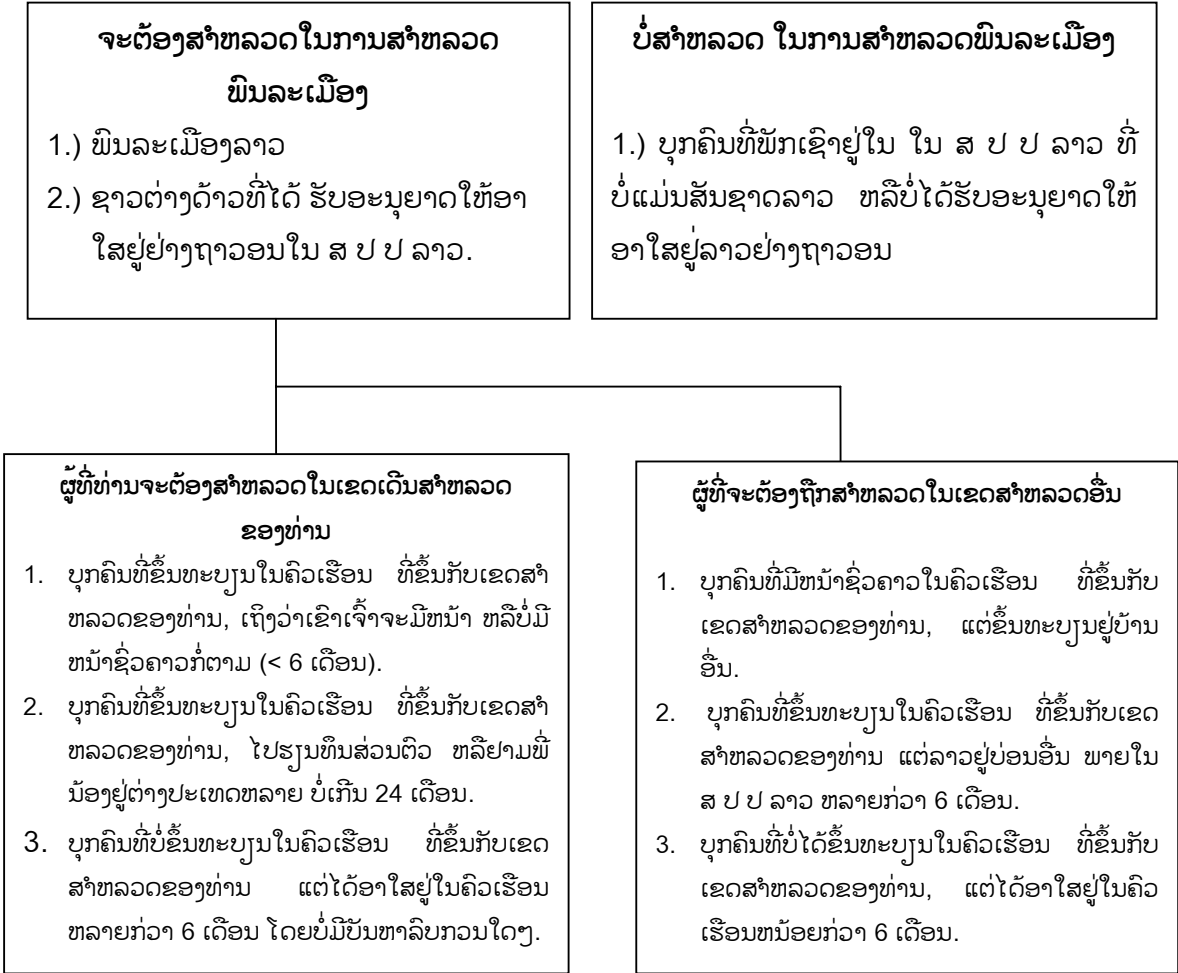 ຈະຕ້ອງສຳຫລວດໃນການສຳຫລວດ
ພົນລະເມືອງ
1.) ພົນລະເມືອງລາວ
2.) ຊາວຕ່າງດ້າວທີ່ໄດ້ ຮັບອະນຸຍາດໃຫ້ອາ
ໃສຢູ່ຢ່າງຖາວອນໃນ ສ ປ ປ ລາວ.
ບໍ່ສຳຫລວດ ໃນການສຳຫລວດພົນລະເມືອງ
1.) ບຸກຄົນທີ່ພັກເຊົາຢູ່ໃນ ໃນ ສ ປ ປ ລາວ ທີ່
ບໍ່ແມ່ນສັນຊາດລາວ ຫລືບໍ່ໄດ້ຮັບອະນຸຍາດໃຫ້
ອາໃສຢູ່ລາວຢ່າງຖາວອນ
ຜູ້ທີ່ທ່ານຈະຕ້ອງສຳຫລວດໃນເຂດເດີນສຳຫລວດ
ຂອງທ່ານ
1. ບຸກຄົນທີ່ຂຶ້ນທະບຽນໃນຄົວເຮືອນ ທີ່ຂຶ້ນກັບເຂດສຳ
ຫລວດຂອງທ່ານ, ເຖິງວ່າເຂົາເຈົ້າຈະມີຫນ້າ ຫລືບໍ່ມີ
ຫນ້າຊົ່ວຄາວກໍ່ຕາມ (< 6 ເດືອນ).
2. ບຸກຄົນທີ່ຂຶ້ນທະບຽນໃນຄົວເຮືອນ ທີ່ຂຶ້ນກັບເຂດສຳ
ຫລວດຂອງທ່ານ, ໄປຮຽນທຶນສ່ວນຕົວ ຫລືຢາມພີ່
ນ້ອງຢູ່ຕ່າງປະເທດຫລາຍ ບໍ່ເກີນ 24 ເດືອນ.
3. ບຸກຄົນທີ່ບໍ່ຂຶ້ນທະບຽນໃນຄົວເຮືອນ ທີ່ຂຶ້ນກັບເຂດ
ສຳຫລວດຂອງທ່ານ ແຕ່ໄດ້ອາໃສຢູ່ໃນຄົວເຮືອນ
ຫລາຍກ່ວາ 6 ເດືອນ ໂດຍບໍ່ມີບັນຫາລົບກວນໃດໆ.
ຜູ້ທີ່ຈະຕ້ອງຖືກສຳຫລວດໃນເຂດສຳຫລວດອື່ນ
1. ບຸກຄົນທີ່ມີຫນ້າຊົ່ວຄາວໃນຄົວເຮືອນ ທີ່ຂຶ້ນກັບ
ເຂດສຳຫລວດຂອງທ່ານ, ແຕ່ຂຶ້ນທະບຽນຢູ່ບ້ານ
ອື່ນ.
2. ບຸກຄົນທີ່ຂຶ້ນທະບຽນໃນຄົວເຮືອນ ທີ່ຂຶ້ນກັບເຂດ
ສຳຫລວດຂອງທ່ານ ແຕ່ລາວຢູ່ບ່ອນອື່ນ ພາຍໃນ
ສ ປ ປ ລາວ ຫລາຍກ່ວາ 6 ເດືອນ.
3. ບຸກຄົນທີ່ບໍ່ໄດ້ຂຶ້ນທະບຽນໃນຄົວເຮືອນ ທີ່ຂຶ້ນກັບ
ເຂດສຳຫລວດຂອງທ່ານ, ແຕ່ໄດ້ອາໃສຢູ່ໃນຄົວ
ເຮືອນຫນ້ອຍກ່ວາ 6 ເດືອນ.